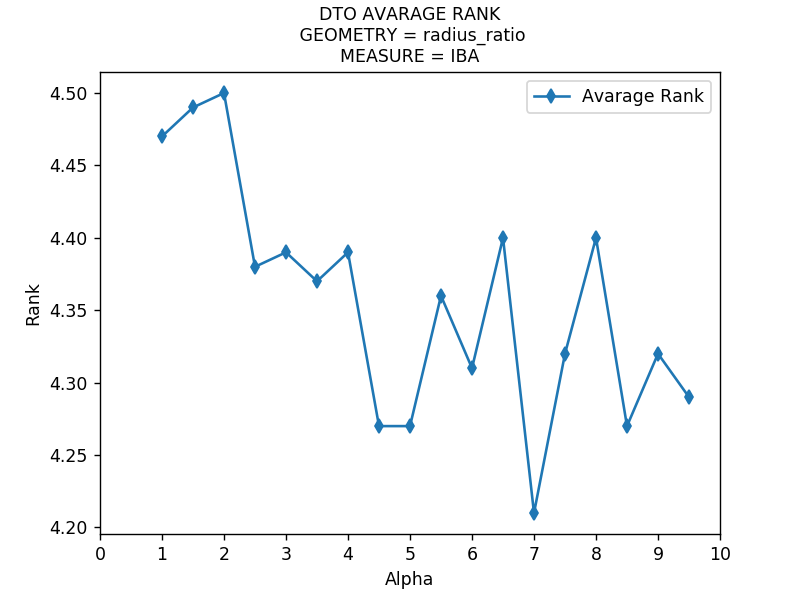 DTO AVARAGE RANK
GEOMETRY = radius_ratio
MEASURE = IBA
Avarage Rank
4.50
4.45
4.40
4.35
4.30
4.25
4.20
Rank
0 1 2 3 4 5 6 7 8 9 10
Alpha